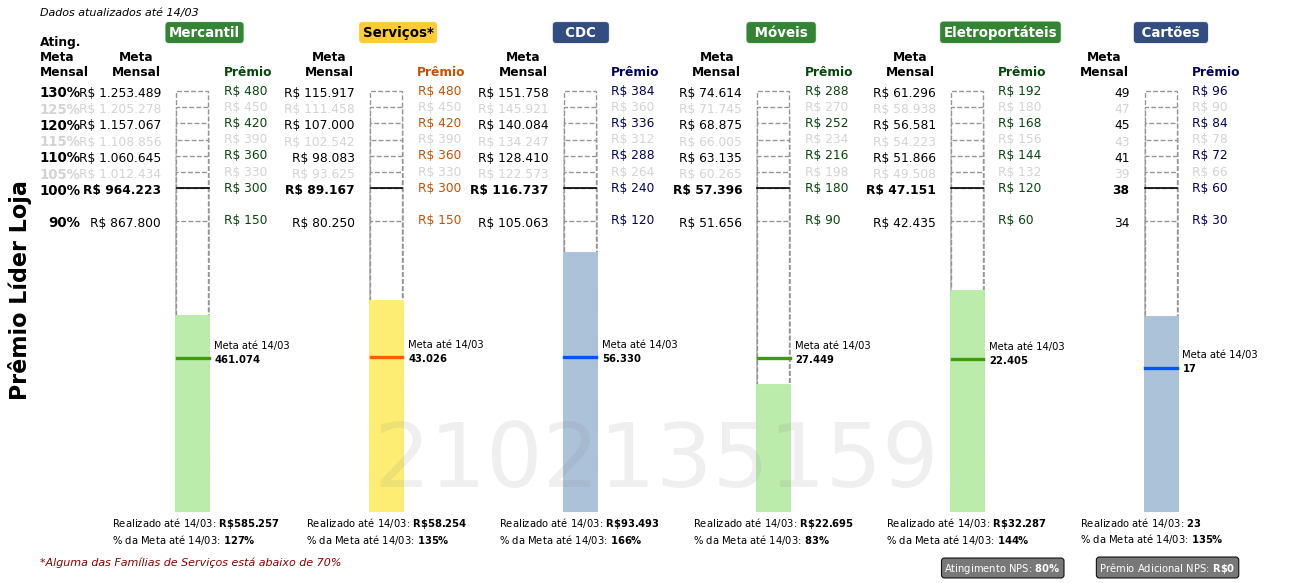 Dados atualizados até 14/03
Mercantil Serviços* CDC Móveis Eletroportáteis Cartões
Ating.
Meta Meta Meta Meta Meta Meta Meta
Mensal Mensal Prêmio Mensal Prêmio Mensal Prêmio Mensal Prêmio Mensal Prêmio Mensal Prêmio
130% R$ 1.253.489 R$ 480 R$ 115.917 R$ 480 R$ 151.758 R$ 384 R$ 74.614 R$ 288 R$ 61.296 R$ 192 49 R$ 96
125% R$ 1.205.278 R$ 450 R$ 111.458 R$ 450 R$ 145.921 R$ 360 R$ 71.745 R$ 270 R$ 58.938 R$ 180 47 R$ 90
120% R$ 1.157.067 R$ 420 R$ 107.000 R$ 420 R$ 140.084 R$ 336 R$ 68.875 R$ 252 R$ 56.581 R$ 168 45 R$ 84
115% R$ 1.108.856 R$ 390 R$ 102.542 R$ 390 R$ 134.247 R$ 312 R$ 66.005 R$ 234 R$ 54.223 R$ 156 43 R$ 78
110% R$ 1.060.645 R$ 360 R$ 98.083 R$ 360 R$ 128.410 R$ 288 R$ 63.135 R$ 216 R$ 51.866 R$ 144 41 R$ 72
105% R$ 1.012.434 R$ 330 R$ 93.625 R$ 330 R$ 122.573 R$ 264 R$ 60.265 R$ 198 R$ 49.508 R$ 132 39 R$ 66
100% R$ 964.223 R$ 300 R$ 89.167 R$ 300 R$ 116.737 R$ 240 R$ 57.396 R$ 180 R$ 47.151 R$ 120 38 R$ 60
90% R$ 867.800 R$ 150 R$ 80.250 R$ 150 R$ 105.063 R$ 120 R$ 51.656 R$ 90 R$ 42.435 R$ 60 34 R$ 30
Prêmio Líder Loja
Meta até 14/03 Meta até 14/03 Meta até 14/03 Meta até 14/03 Meta até 14/03 Meta até 14/03
461.074 43.026 56.330 27.449 22.405 17
2102135159
Realizado até 14/03: R$585.257 Realizado até 14/03: R$58.254 Realizado até 14/03: R$93.493 Realizado até 14/03: R$22.695 Realizado até 14/03: R$32.287 Realizado até 14/03: 23
% da Meta até 14/03: 127% % da Meta até 14/03: 135% % da Meta até 14/03: 166% % da Meta até 14/03: 83% % da Meta até 14/03: 144% % da Meta até 14/03: 135%
*Alguma das Famílias de Serviços está abaixo de 70% Atingimento NPS: 80% Prêmio Adicional NPS: R$0